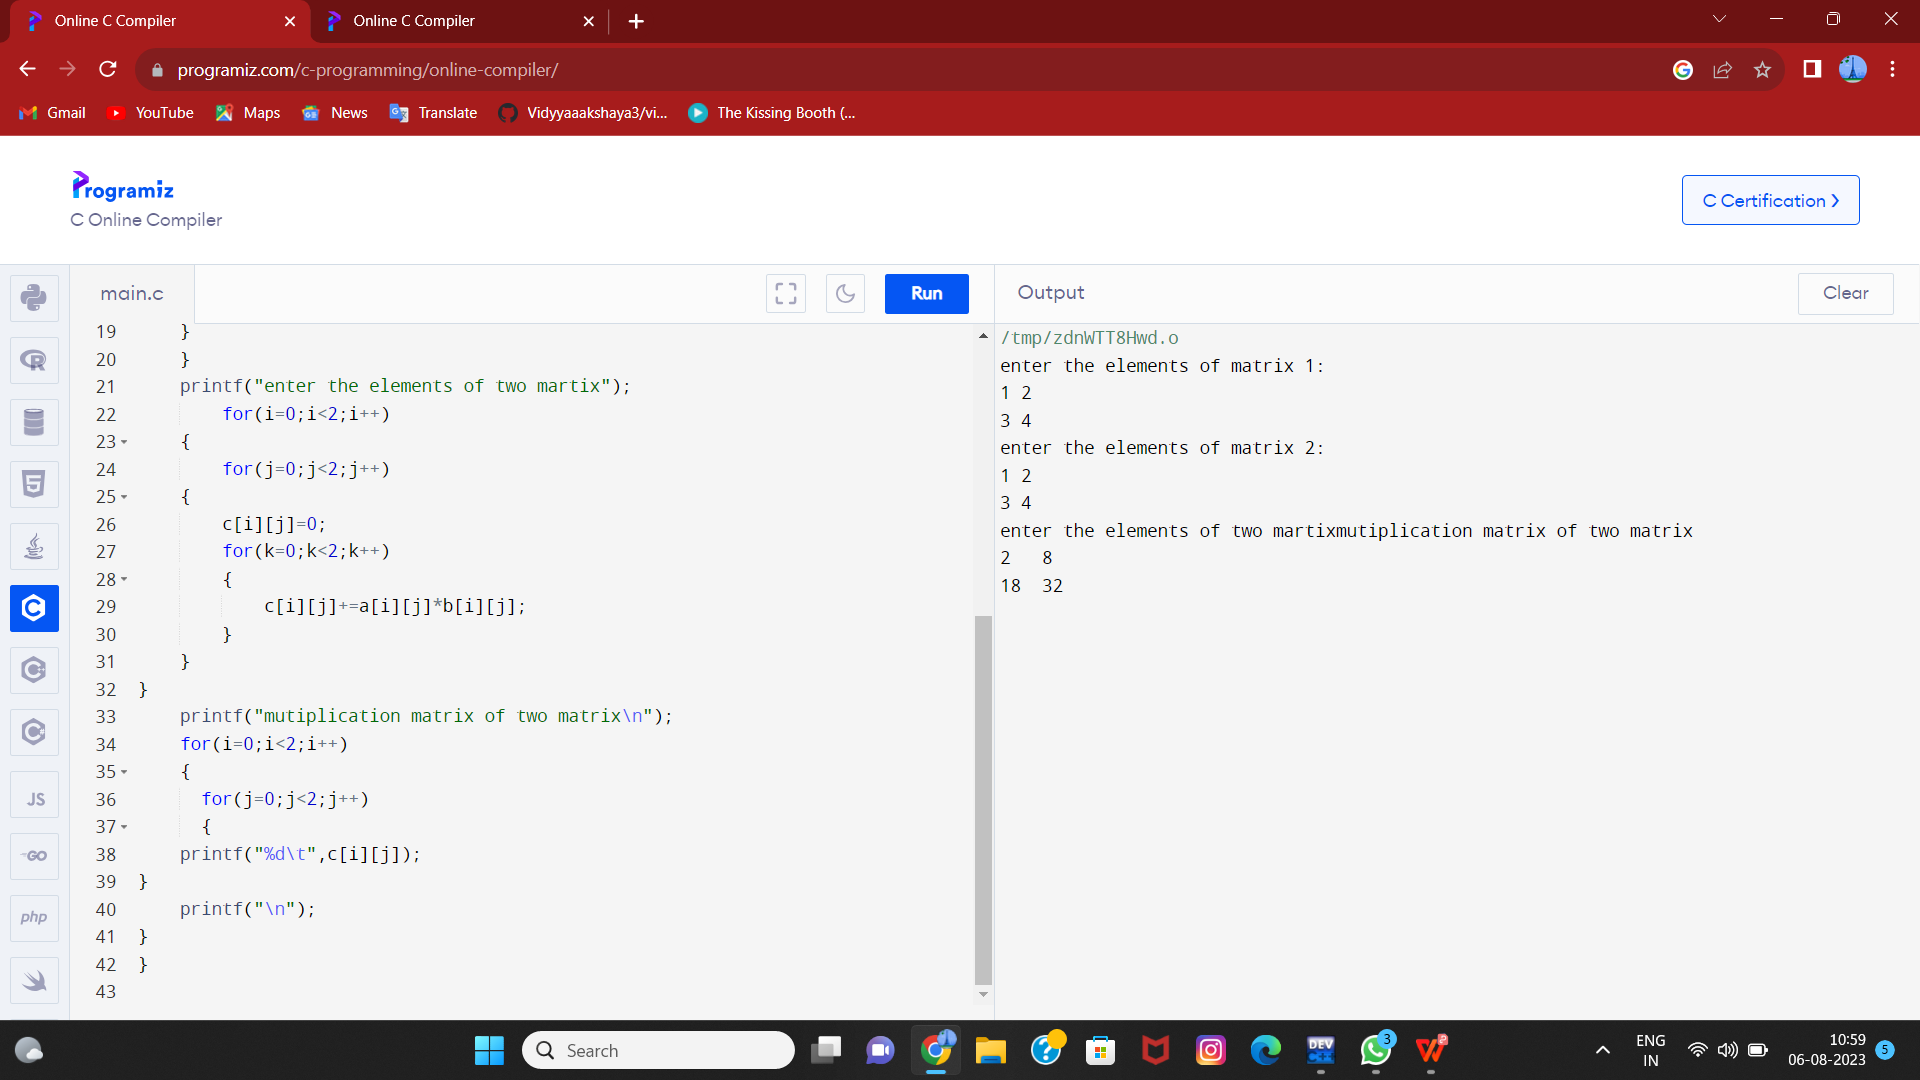 Online C Compiler
Online C Compiler
programiz.com/c-programming/online-compiler/
Gmail
YouTube
Maps
News
Translate
Vidyyaaakshaya3/vi...
The Kissing Booth (...
Programiz
C Online Compiler
C Certification
main.c
Run
Output
Clear
19 }
20 }
21 printf("enter the elements of two martix");
22 for(i=0;i<2;i++)
23 {
24 for(j=0;j<2;j++)
25 {
26 c[i][j]=0;
27 for(k=0;k<2;k++)
28 {
29 c[i][j]+=a[i][j]*b[i][j];
30 }
31 }
32 }
33 printf("mutiplication matrix of two matrix\n");
34 for(i=0;i<2;i++)
35 {
36 for(j=0;j<2;j++)
37 {
38 printf("%d\t",c[i][j]);
39 }
40 printf("\n");
41 }
42 }
43
/tmp/zdnWTT8Hwd.o
enter the elements of matrix 1:
1 2
3 4
enter the elements of matrix 2:
1 2
3 4
enter the elements of two martixmutiplication matrix of two matrix
2 8
18 32
JS
GO
php
Search
DEV
3
ENG
IN
10:59
06-08-2023
5